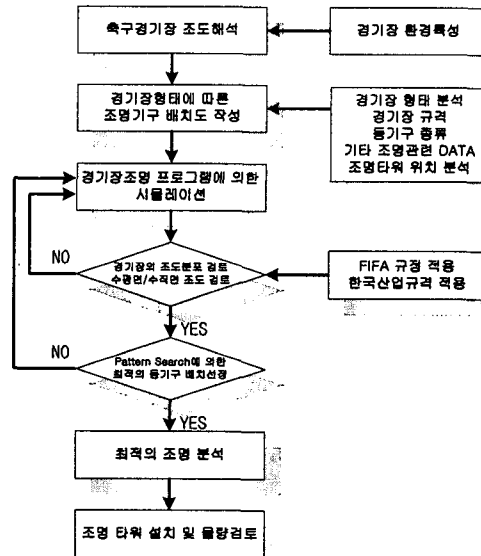 축구경기장 조도해석
경기장 환경특성
경기장형태에 따른
조명기구 배치도 작성
경기장 형태 분석
경기장 규격
등기구 종류
기타 조명관련 DATA
조명타워 위치 분석
경기장조명 프로그램에 의한
시뮬레이션
NO
경기장의 조도분포 검토
수평면/수직면 조도 검토
FIFA 규정 적용
한국산업규격 적용
YES
NO
Pattern Search에 의한
최적의 등기구 배치선정
YES
최적의 조명 분석
조명 타워 설치 및 물량검토